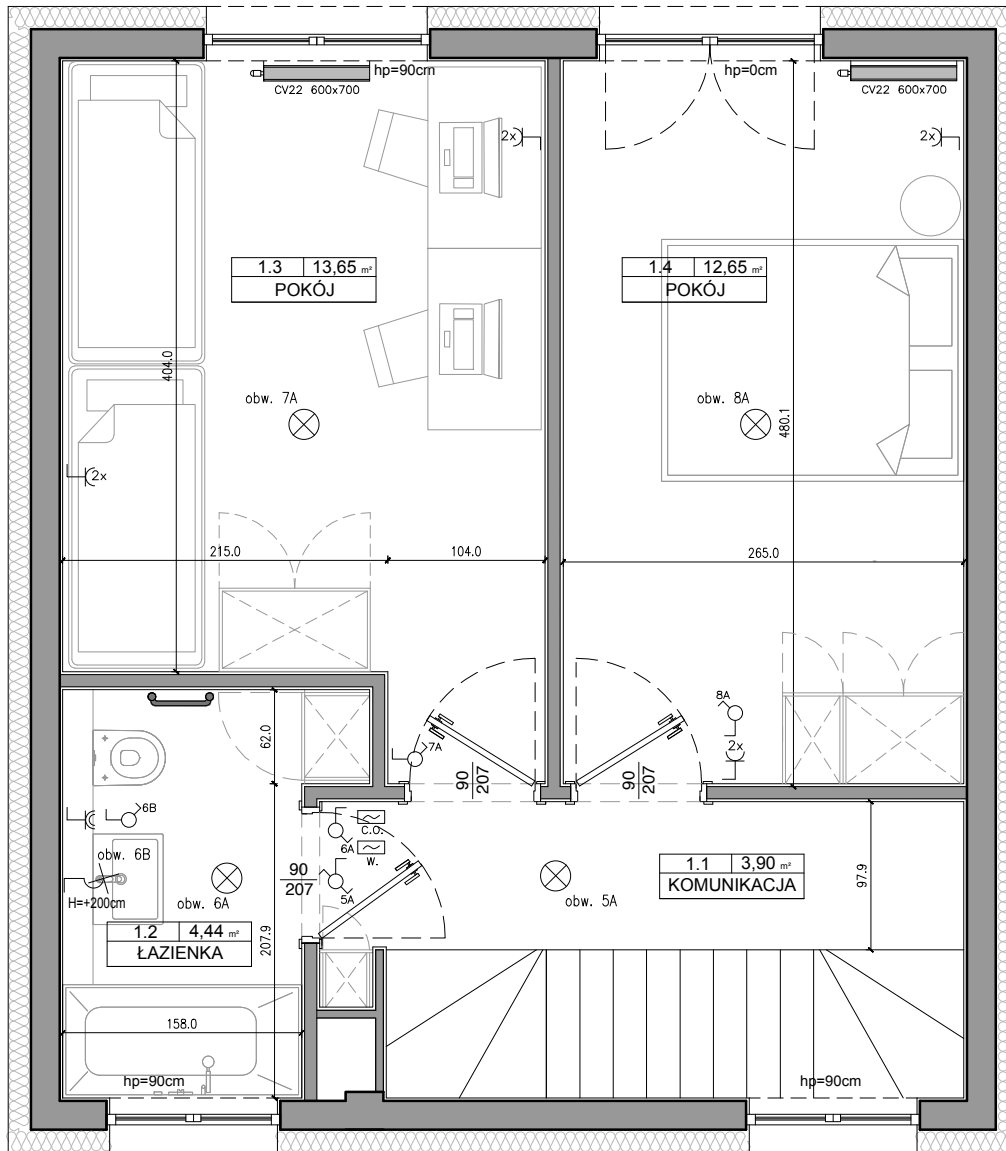 hp=90cm
CV22 600x700
2x
hp=0cm
CV22 600x700
2x
1.3 13,65 m²
POKÓJ
1.4 12,65 m²
POKÓJ
404.0
obw. 7A
obw. 8A
480.1
2x
215.0
104.0
265.0
62.0
7A
8A
2x
90
207
90
207
6B
C.O.
6A
W.
5A
obw. 6B
H=+200cm
obw. 6A
90
207
1.1 3,90 m²
KOMUNIKACJA
obw. 5A
97.9
1.2 4,44 m²
ŁAZIENKA
207.9
158.0
hp=90cm
hp=90cm